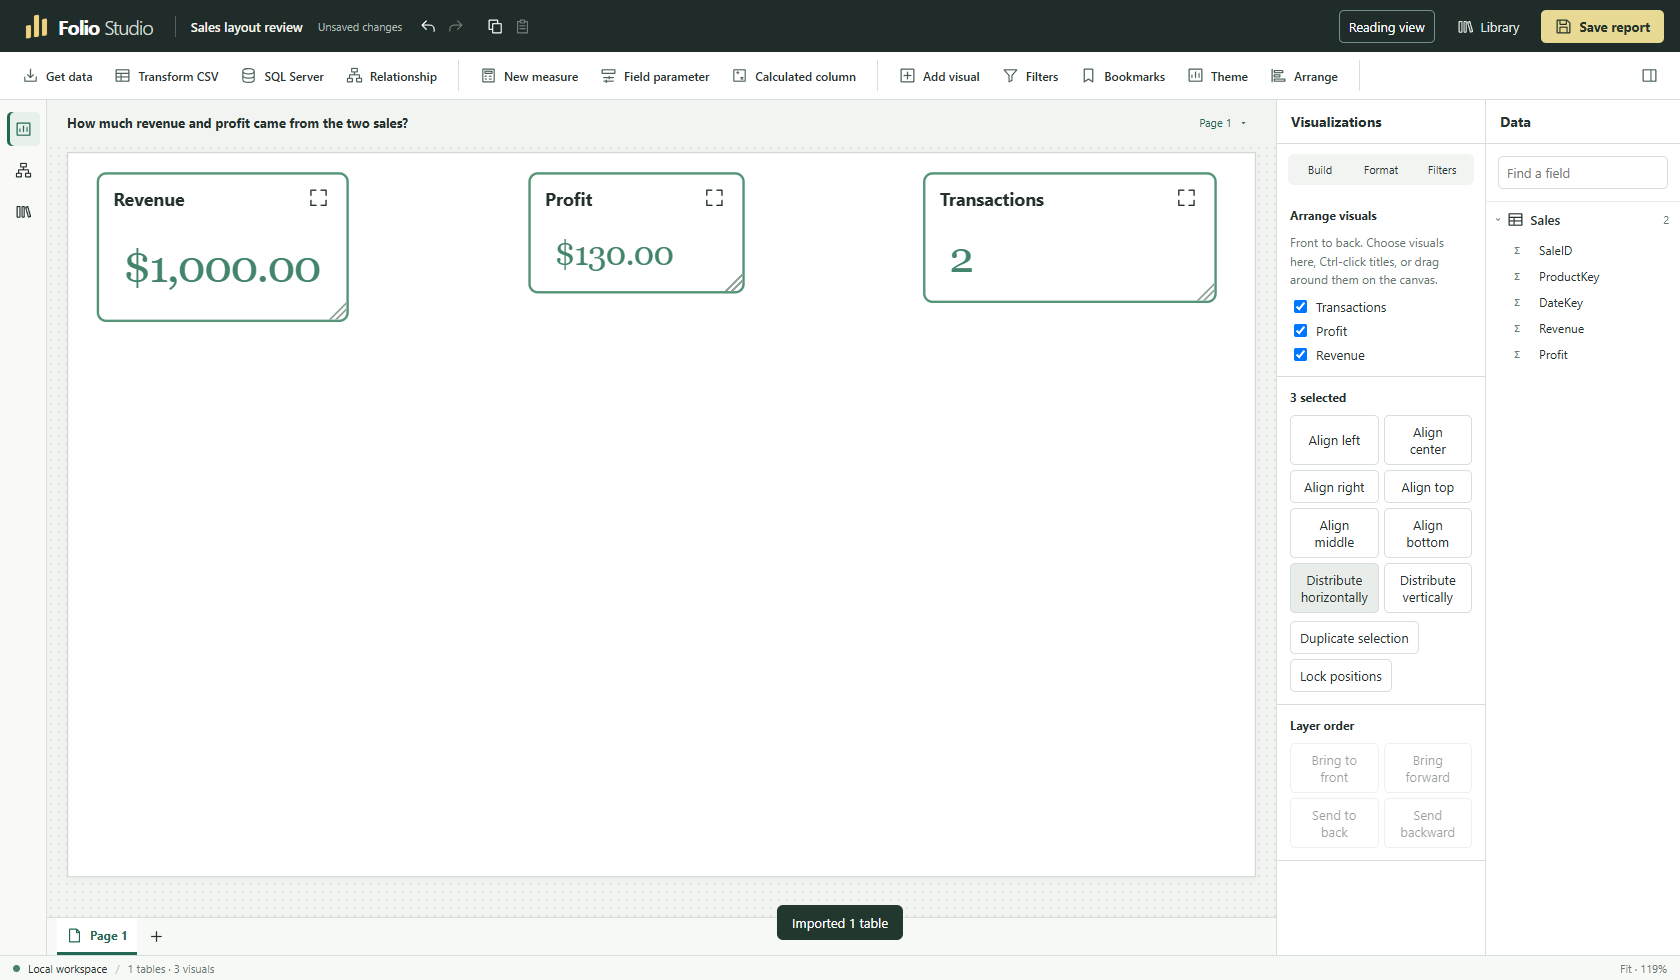 Folio Studio
Sales layout review
Unsaved changes
Reading view
Library
Save report
Get data
Transform CSV
SQL Server
Relationship
New measure
Field parameter
Calculated column
Add visual
Filters
Bookmarks
Theme
Arrange
How much revenue and profit came from the two sales?
Page 1
Revenue
$1,000.00
Profit
$130.00
Transactions
2
Visualizations
Build
Format
Filters
Arrange visuals
Front to back. Choose visuals
here, Ctrl-click titles, or drag
around them on the canvas.
Transactions
Profit
Revenue
3 selected
Align left
Align
center
Align right
Align top
Align
middle
Align
bottom
Distribute
horizontally
Distribute
vertically
Duplicate selection
Lock positions
Layer order
Bring to
front
Bring
forward
Send to
back
Send
backward
Data
Find a field
Sales
2
Σ SaleID
Σ ProductKey
Σ DateKey
Σ Revenue
Σ Profit
Page 1
Imported 1 table
Local workspace / 1 tables · 3 visuals
Fit · 119%